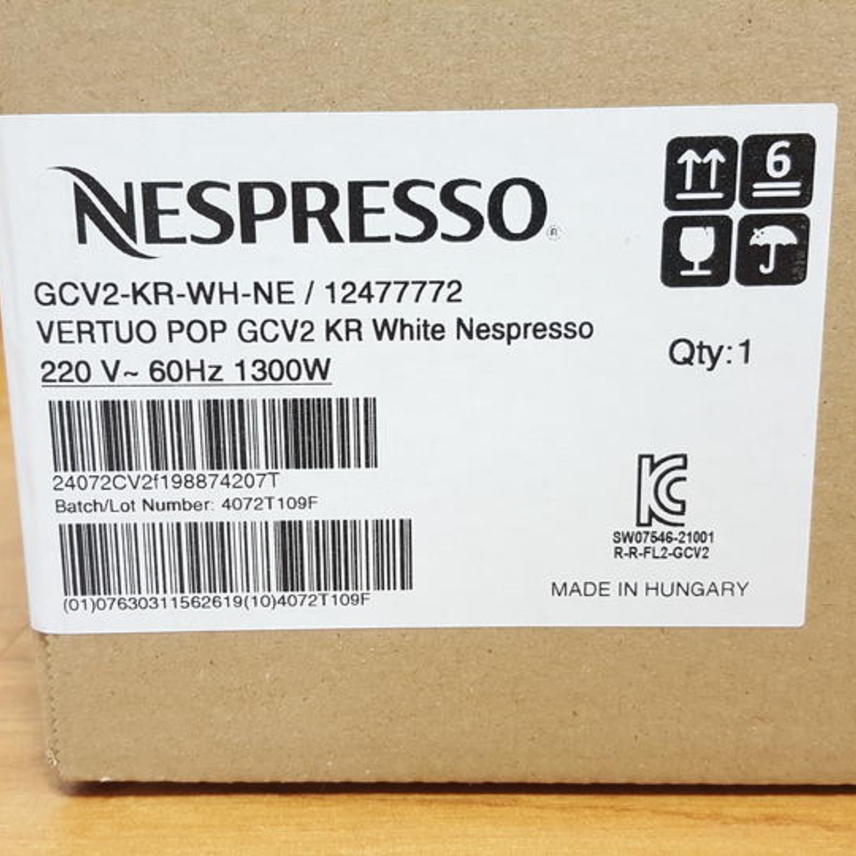 NESPRESSO®
6
GCV2-KR-WH-NE / 12477772
VERTUO POP GCV2 KR White Nespresso
220 V~ 60Hz 1300W
Qty:1
24072CV2f198874207T
Batch/Lot Number: 4072T109F
SW07546-21001
R-R-FL2-GCV2
MADE IN HUNGARY
(01)07630311562619(10)4072T109F